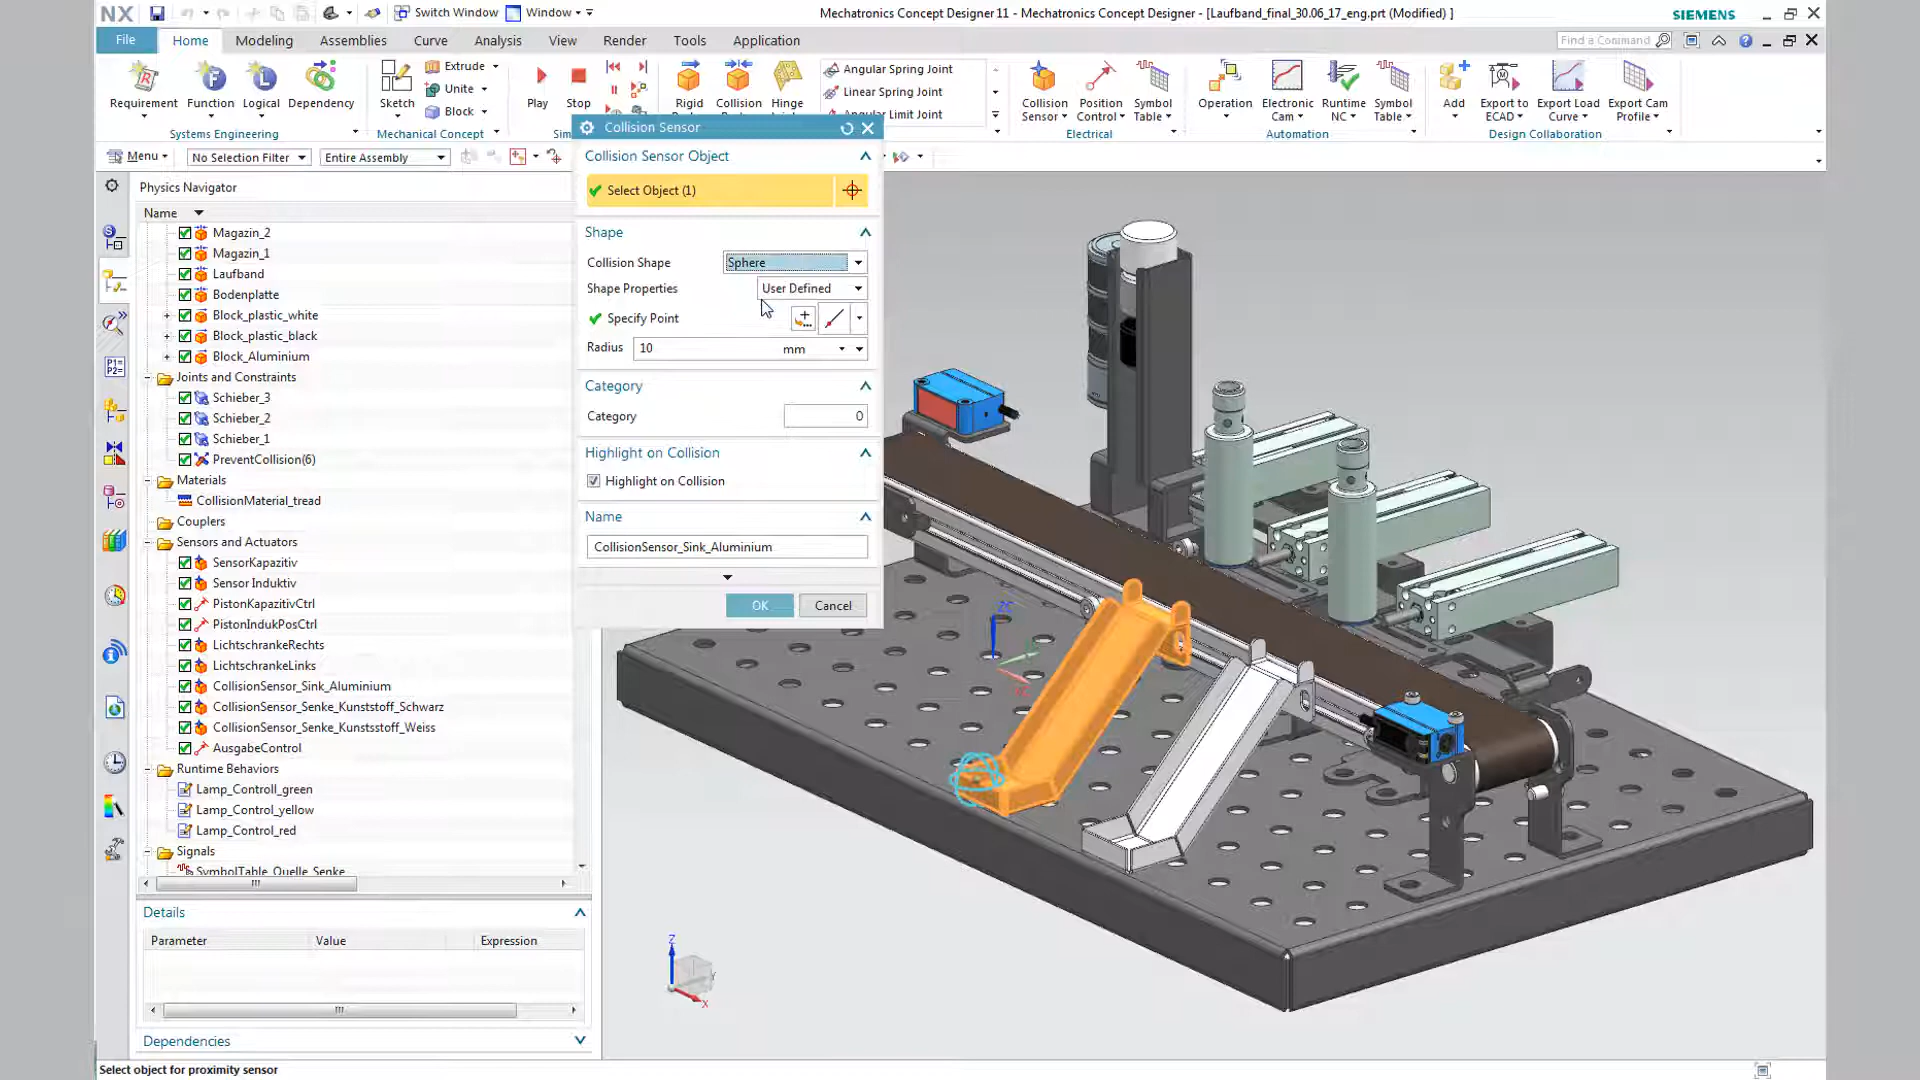 NX
Switch Window
Window
Mechatronics Concept Designer 11 - Mechatronics Concept Designer - [Laufband_final_30.06_17_eng.prt (Modified) ]
SIEMENS
File
Home
Modeling
Assemblies
Curve
Analysis
View
Render
Tools
Application
Find a Command
Requirement
Function
Logical
Dependency
Systems Engineering
Sketch
Extrude
Unite
Block
Mechanical Concept
Play
Stop
Rigid
Collision
Hinge
Angular Spring Joint
Linear Spring Joint
Angular Limit Joint
Collision Sensor
Position Control
Symbol Table
Electrical
Operation
Electronic Cam
Runtime NC
Symbol Table
Automation
Add
Export to ECAD
Export Load Curve
Export Cam Profile
Design Collaboration
Menu
No Selection Filter
Entire Assembly
Physics Navigator
Name
Magazin_2
Magazin_1
Laufband
Bodenplatte
Block_plastic_white
Block_plastic_black
Block_Aluminium
Joints and Constraints
Schieber_3
Schieber_2
Schieber_1
PreventCollision(6)
Materials
CollisionMaterial_tread
Couplers
Sensors and Actuators
SensorKapazitiv
Sensor Induktiv
PistonKapazitivCtrl
PistonIndukPosCtrl
LichtschrankeRechts
LichtschrankeLinks
CollisionSensor_Sink_Aluminium
CollisionSensor_Senke_Kunststoff_Schwarz
CollisionSensor_Senke_Kunstsstoff_Weiss
AusgabeControl
Runtime Behaviors
Lamp_Controll_green
Lamp_Control_yellow
Lamp_Control_red
Signals
SymbolTable_Quelle_Senke
Details
Parameter
Value
Expression
Dependencies
Select object for proximity sensor
Collision Sensor
Collision Sensor Object
Select Object (1)
Shape
Collision Shape
Sphere
Shape Properties
User Defined
Specify Point
Radius
10
mm
Category
Category
0
Highlight on Collision
Highlight on Collision
Name
CollisionSensor_Sink_Aluminium
OK
Cancel
ZC
Z
X